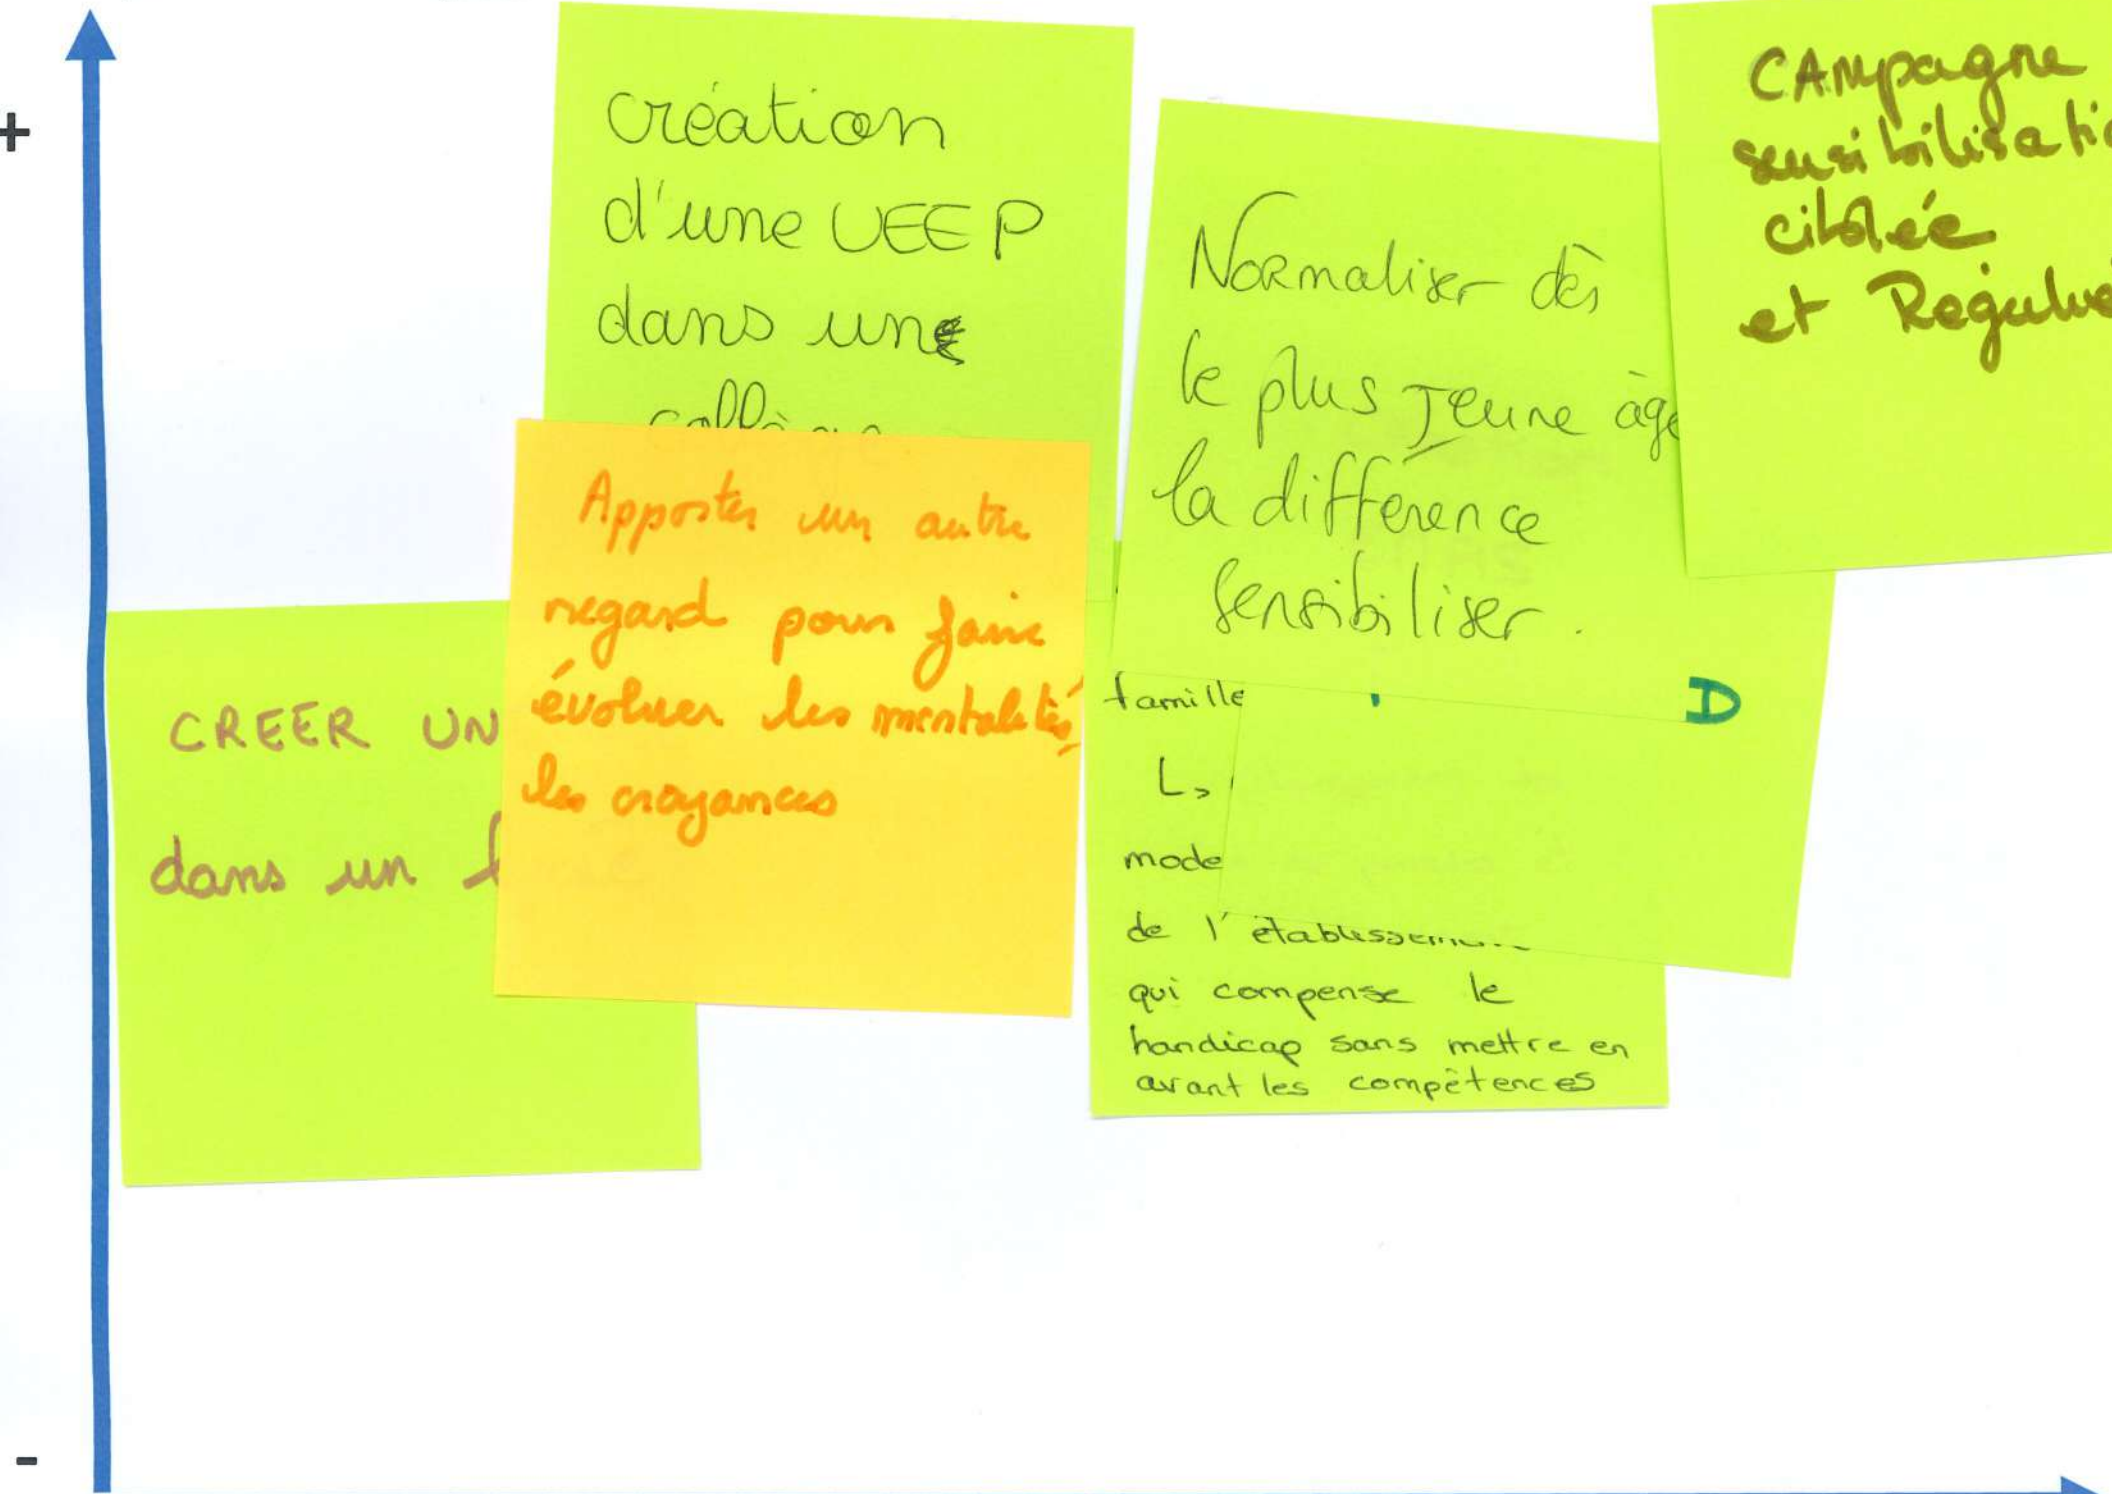 +
création
d'une UEEP
dans une
Apporter un autre
regard pour faire
évoluer les mentalités,
les croyances
CREER UN
dans un
Normaliser dès
le plus Jeune âge
la différence
sensibiliser.
CAMpagne
sensibilisatio
ciblée
et Regul
D
famille
L>
mode
de l'établissement
qui compense le
handicap sans mettre en
avant les compétences
-